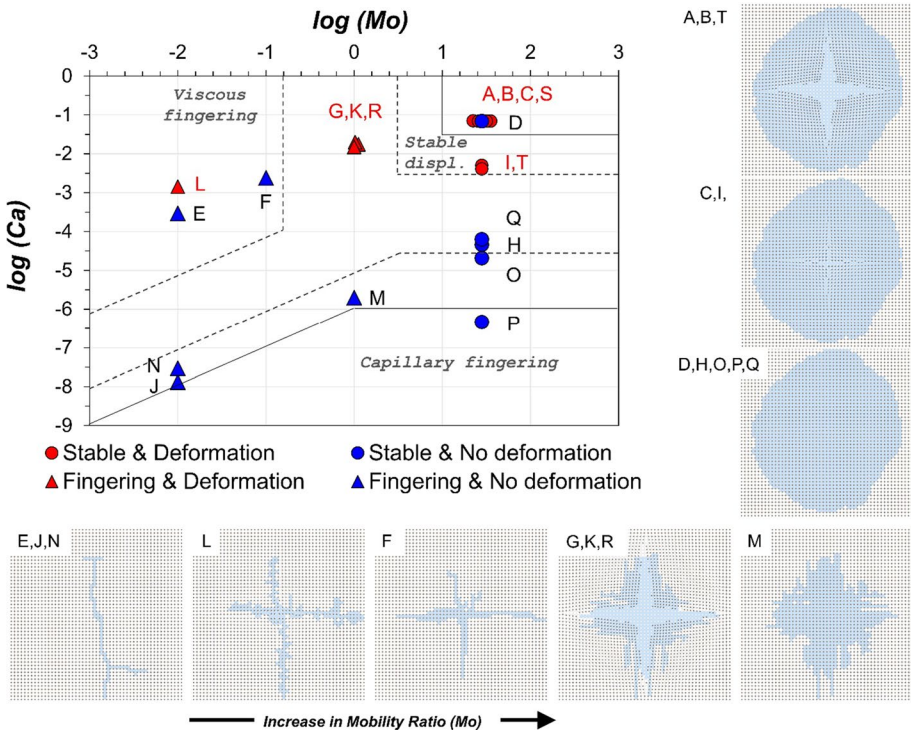 log (Mo)
-3 -2 -1 0 1 2 3
log (Ca)
0
-1
-2
-3
-4
-5
-6
-7
-8
-9
Viscous
fingering
G,K,R
A,B,C,S
D
Stable
displ.
I,T
L
E
F
Q
H
O
M
P
N
J
Capillary fingering
Stable & Deformation
Stable & No deformation
Fingering & Deformation
Fingering & No deformation
A,B,T
C,I,
D,H,O,P,Q
E,J,N
L
F
G,K,R
M
Increase in Mobility Ratio (Mo)